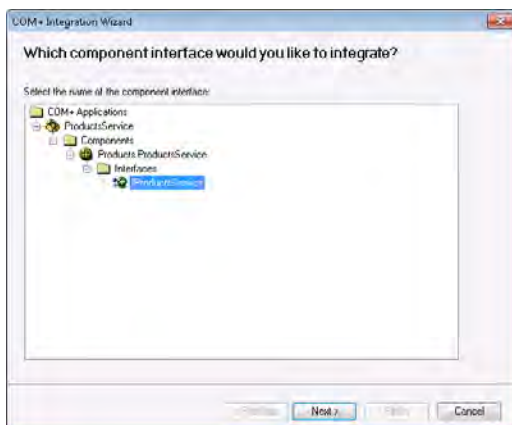 COM+ Integration Wizard
Which component interface would you like to integrate?
Select the name of the component interface:
COM+ Applications
ProductsService
Components
Products.ProductsService
Interfaces
IProductsService
Next >
Cancel